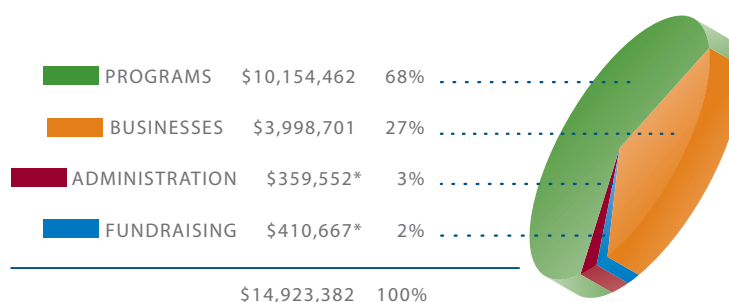 PROGRAMS $10,154,462 68%
BUSINESSES $3,998,701 27%
ADMINISTRATION $359,552* 3%
FUNDRAISING $410,667* 2%
$14,923,382 100%